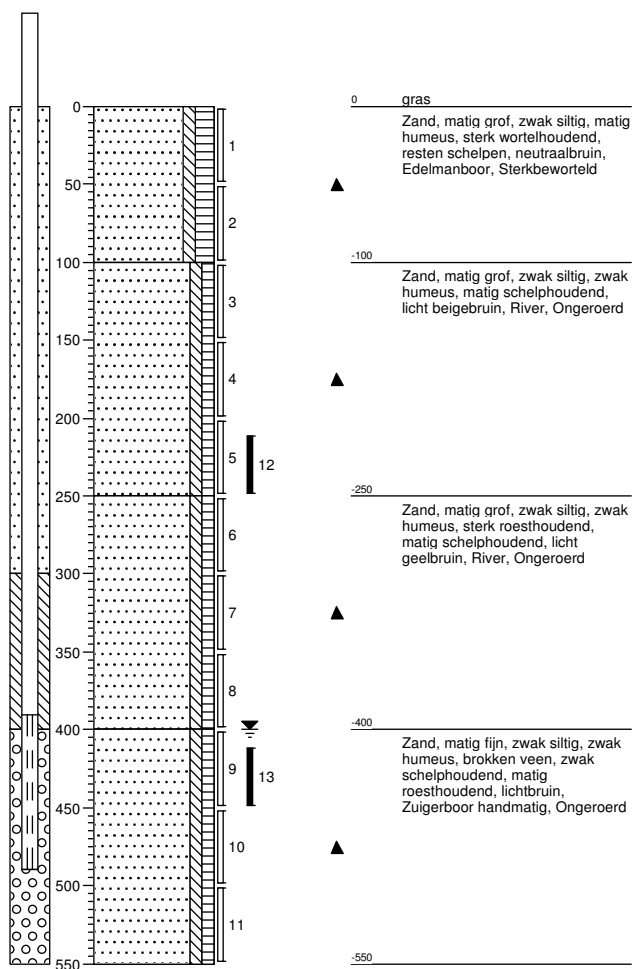 0
50
100
150
200
250
300
350
400
450
500
550
1
2
3
4
5
12
6
7
8
9
13
10
11
0 gras
Zand, matig grof, zwak siltig, matig
humeus, sterk wortelhoudend,
resten schelpen, neutraalbruin,
Edelmanboor, Sterkbeworteld
-100
Zand, matig grof, zwak siltig, zwak
humeus, matig schelphoudend,
licht beigebruin, River, Ongeroerd
-250
Zand, matig grof, zwak siltig, zwak
humeus, sterk roesthoudend,
matig schelphoudend, licht
geelbruin, River, Ongeroerd
-400
Zand, matig fijn, zwak siltig, zwak
humeus, brokken veen, zwak
schelphoudend, matig
roesthoudend, lichtbruin,
Zuigerboor handmatig, Ongeroerd
-550